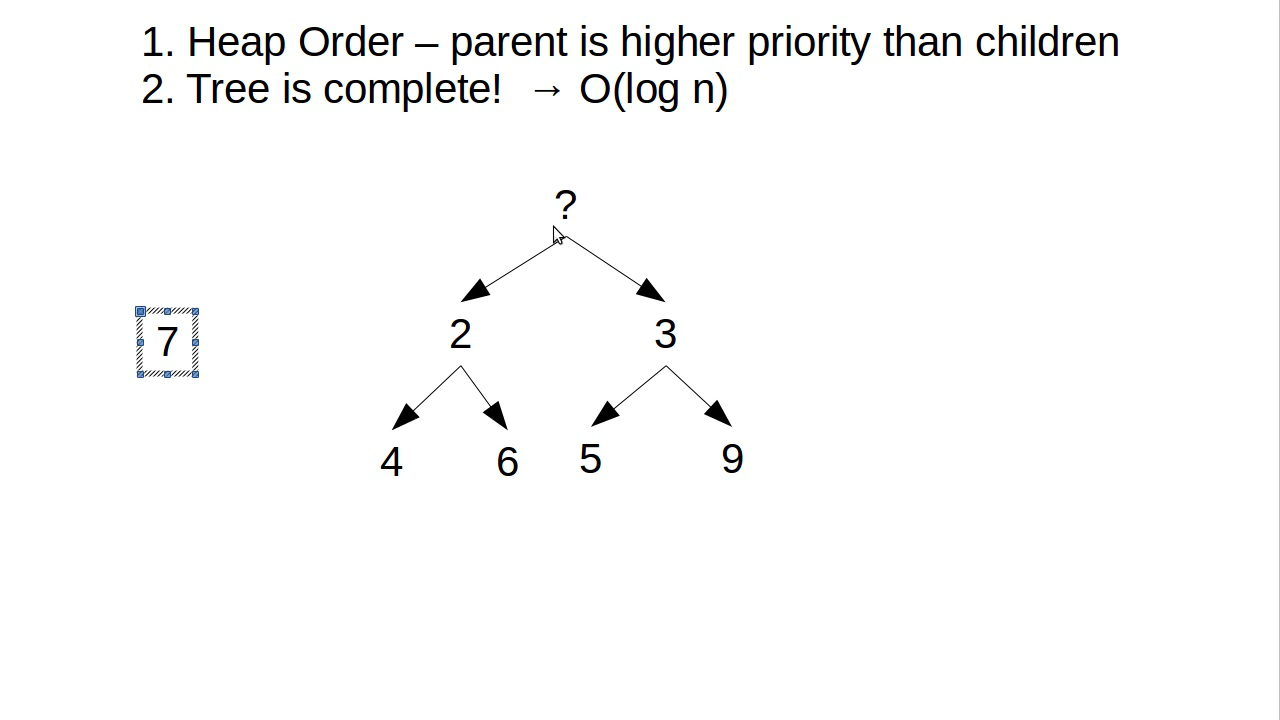 1. Heap Order – parent is higher priority than children
2. Tree is complete! → O(log n)
?
2 3
7
4 6 5 9